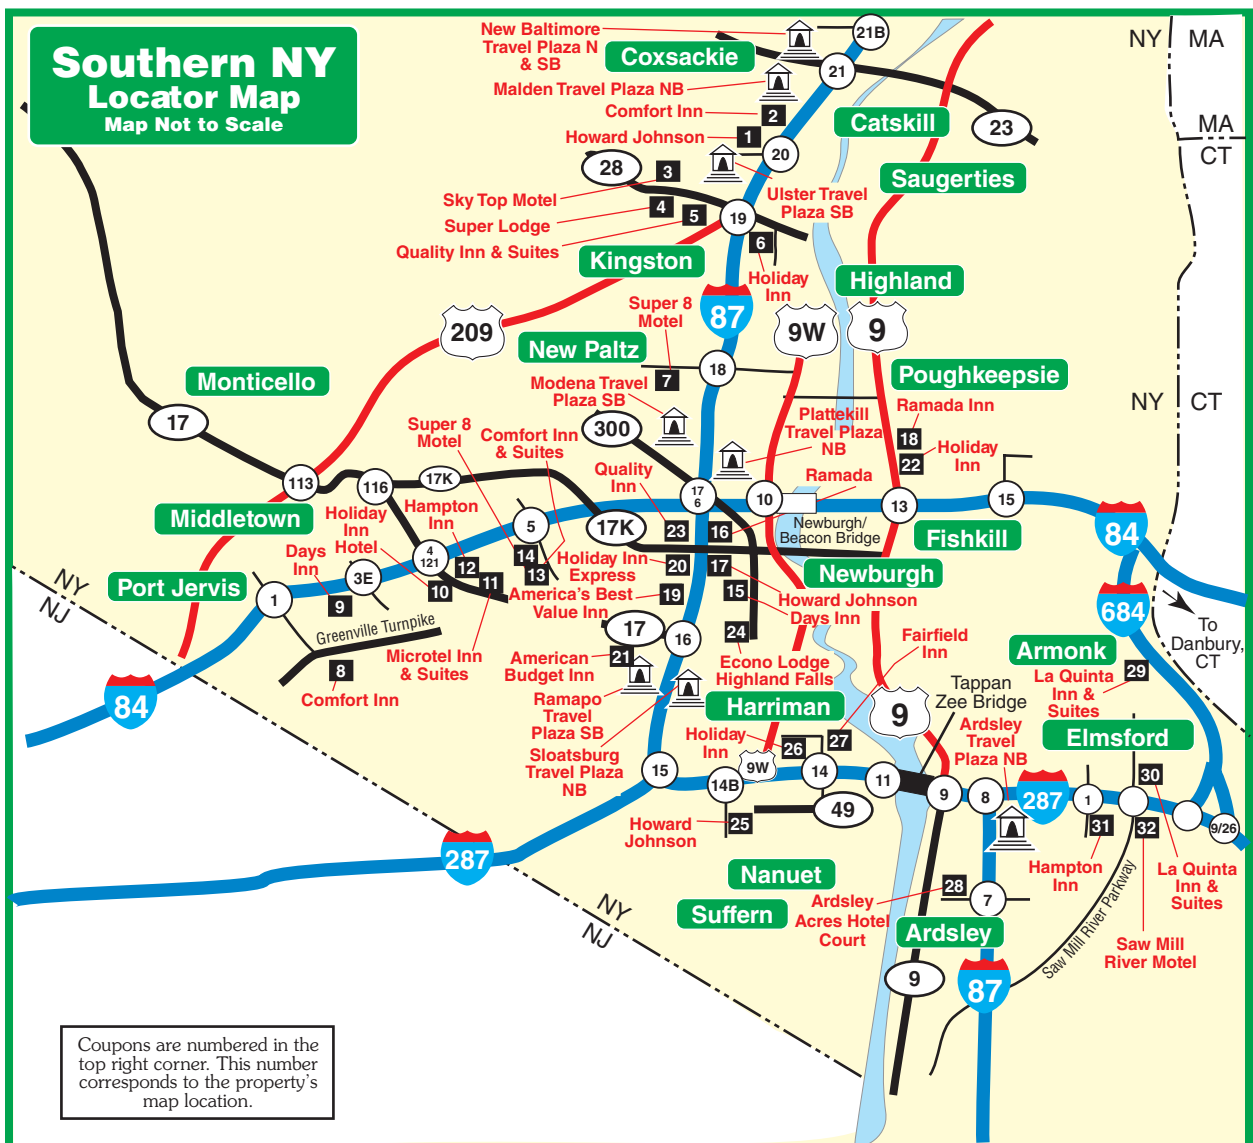 Southern NY
Locator Map
Map Not to Scale
New Baltimore
Travel Plaza N
& SB
21B
Coxsackie
21
NY
MA
Malden Travel Plaza NB
Comfort Inn
2
Catskill
23
MA
CT
Howard Johnson
1
20
28
3
Saugerties
Sky Top Motel
4
Ulster Travel
Plaza SB
Super Lodge
5
19
Quality Inn & Suites
6
Kingston
Holiday
Inn
Highland
Super 8
Motel
87
209
9W
9
New Paltz
18
Monticello
7
Poughkeepsie
Modena Travel
Plaza SB
NY
CT
17
300
Plattekill
Travel Plaza
NB
Ramada Inn
18
Super 8
Motel
Comfort Inn
& Suites
22
Holiday
Inn
113
116
17K
Quality
Inn
Ramada
17
6
10
13
15
Middletown
Holiday
Inn
Hotel
Hampton
Inn
5
17K
23
16
Newburgh/
Beacon Bridge
Fishkill
84
Days
Inn
4
121
14
13
Holiday Inn
Express
20
17
Newburgh
NY
NJ
Port Jervis
3E
12
11
10
America's Best
Value Inn
19
15
Howard Johnson
Days Inn
684
1
9
Greenville Turnpike
17
16
24
Fairfield
Inn
To
Danbury,
CT
8
Comfort Inn
Microtel Inn
& Suites
American
Budget Inn
21
Econo Lodge
Highland Falls
Armonk
29
La Quinta
Inn &
Suites
84
Ramapo
Travel
Plaza SB
Harriman
9
Tappan
Zee Bridge
Sloatsburg
Travel Plaza
NB
Holiday
Inn
26
27
Ardsley
Travel
Plaza NB
Elmsford
15
14B
9W
14
11
9
8
287
1
30
9/26
49
Howard
Johnson
25
31
32
287
Hampton
Inn
La Quinta
Inn &
Suites
Nanuet
Suffern
28
7
Ardsley
Acres Hotel
Court
Ardsley
NY
NJ
Saw Mill River Parkway
Saw Mill
River Motel
9
87
Coupons are numbered in the
top right corner. This number
corresponds to the property's
map location.